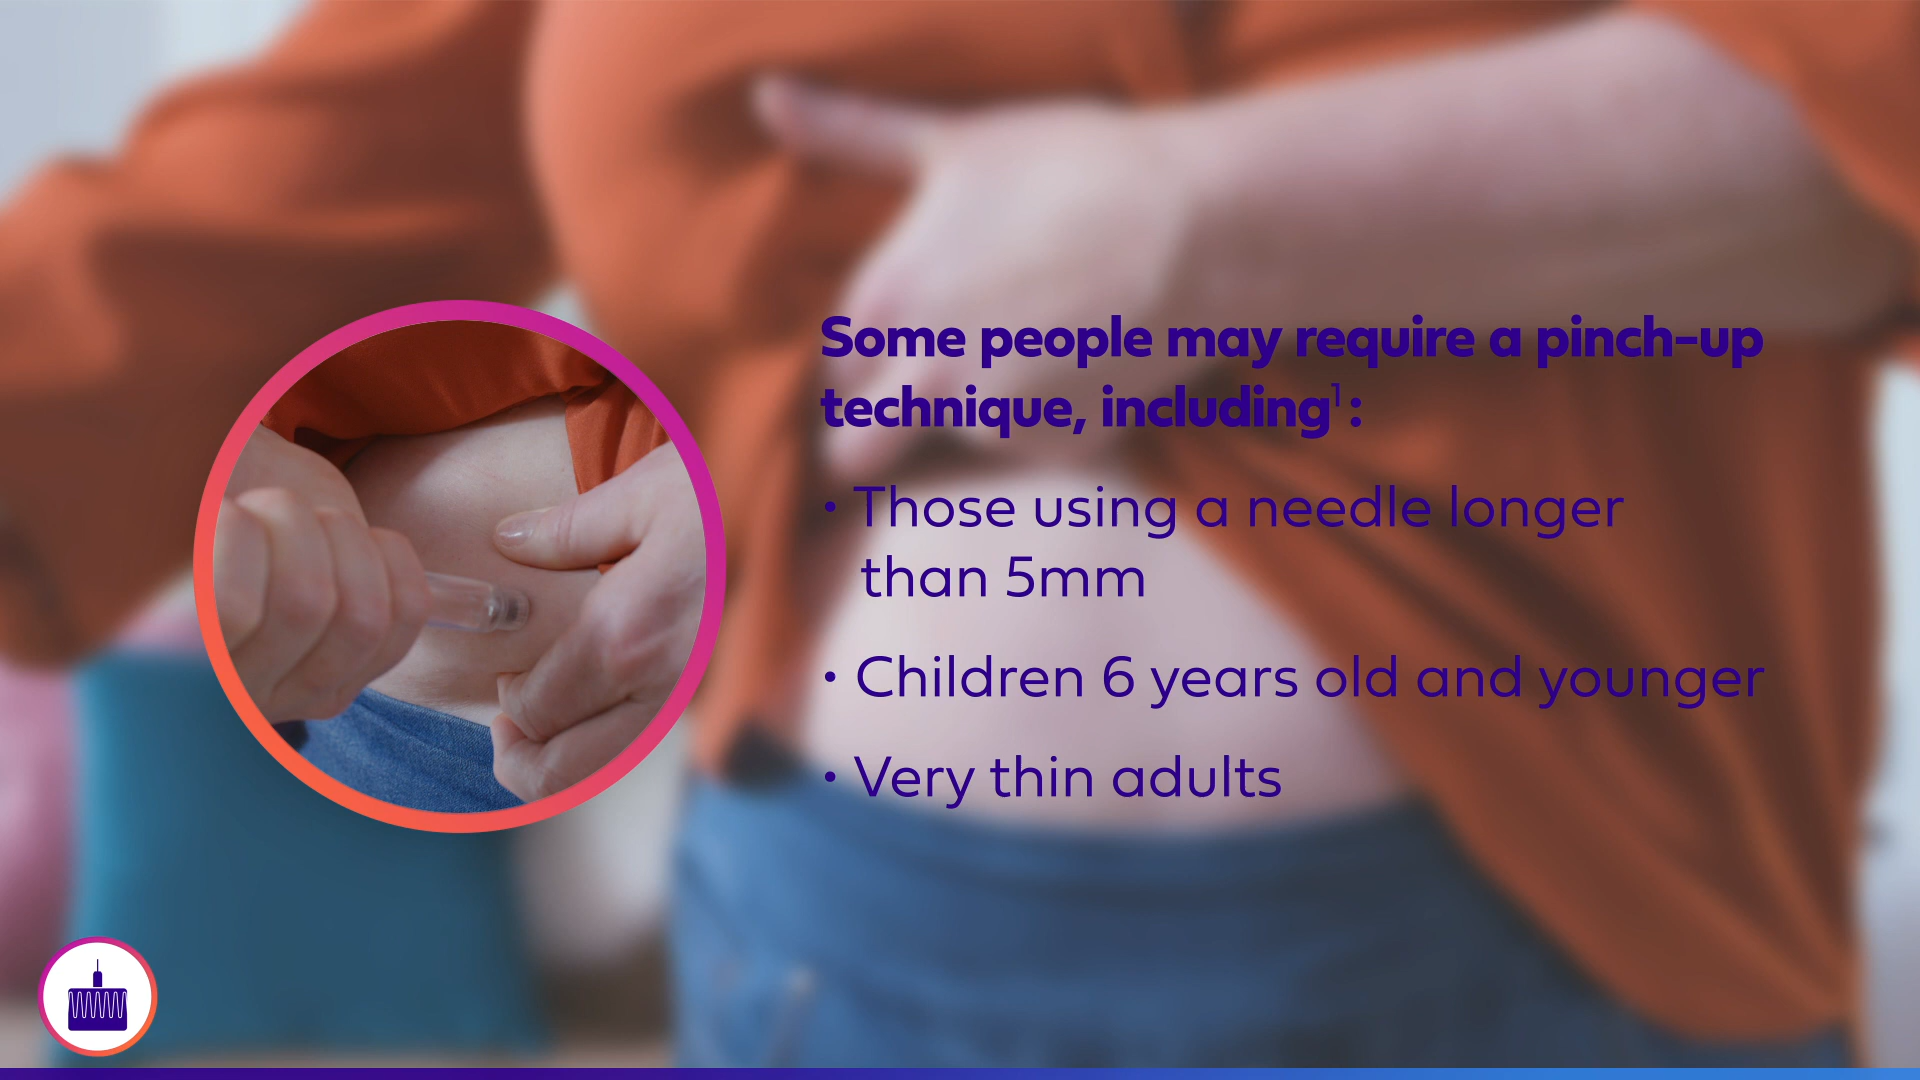 Some people may require a pinch-up
technique, including¹:
• Those using a needle longer
than 5mm
• Children 6 years old and younger
• Very thin adults